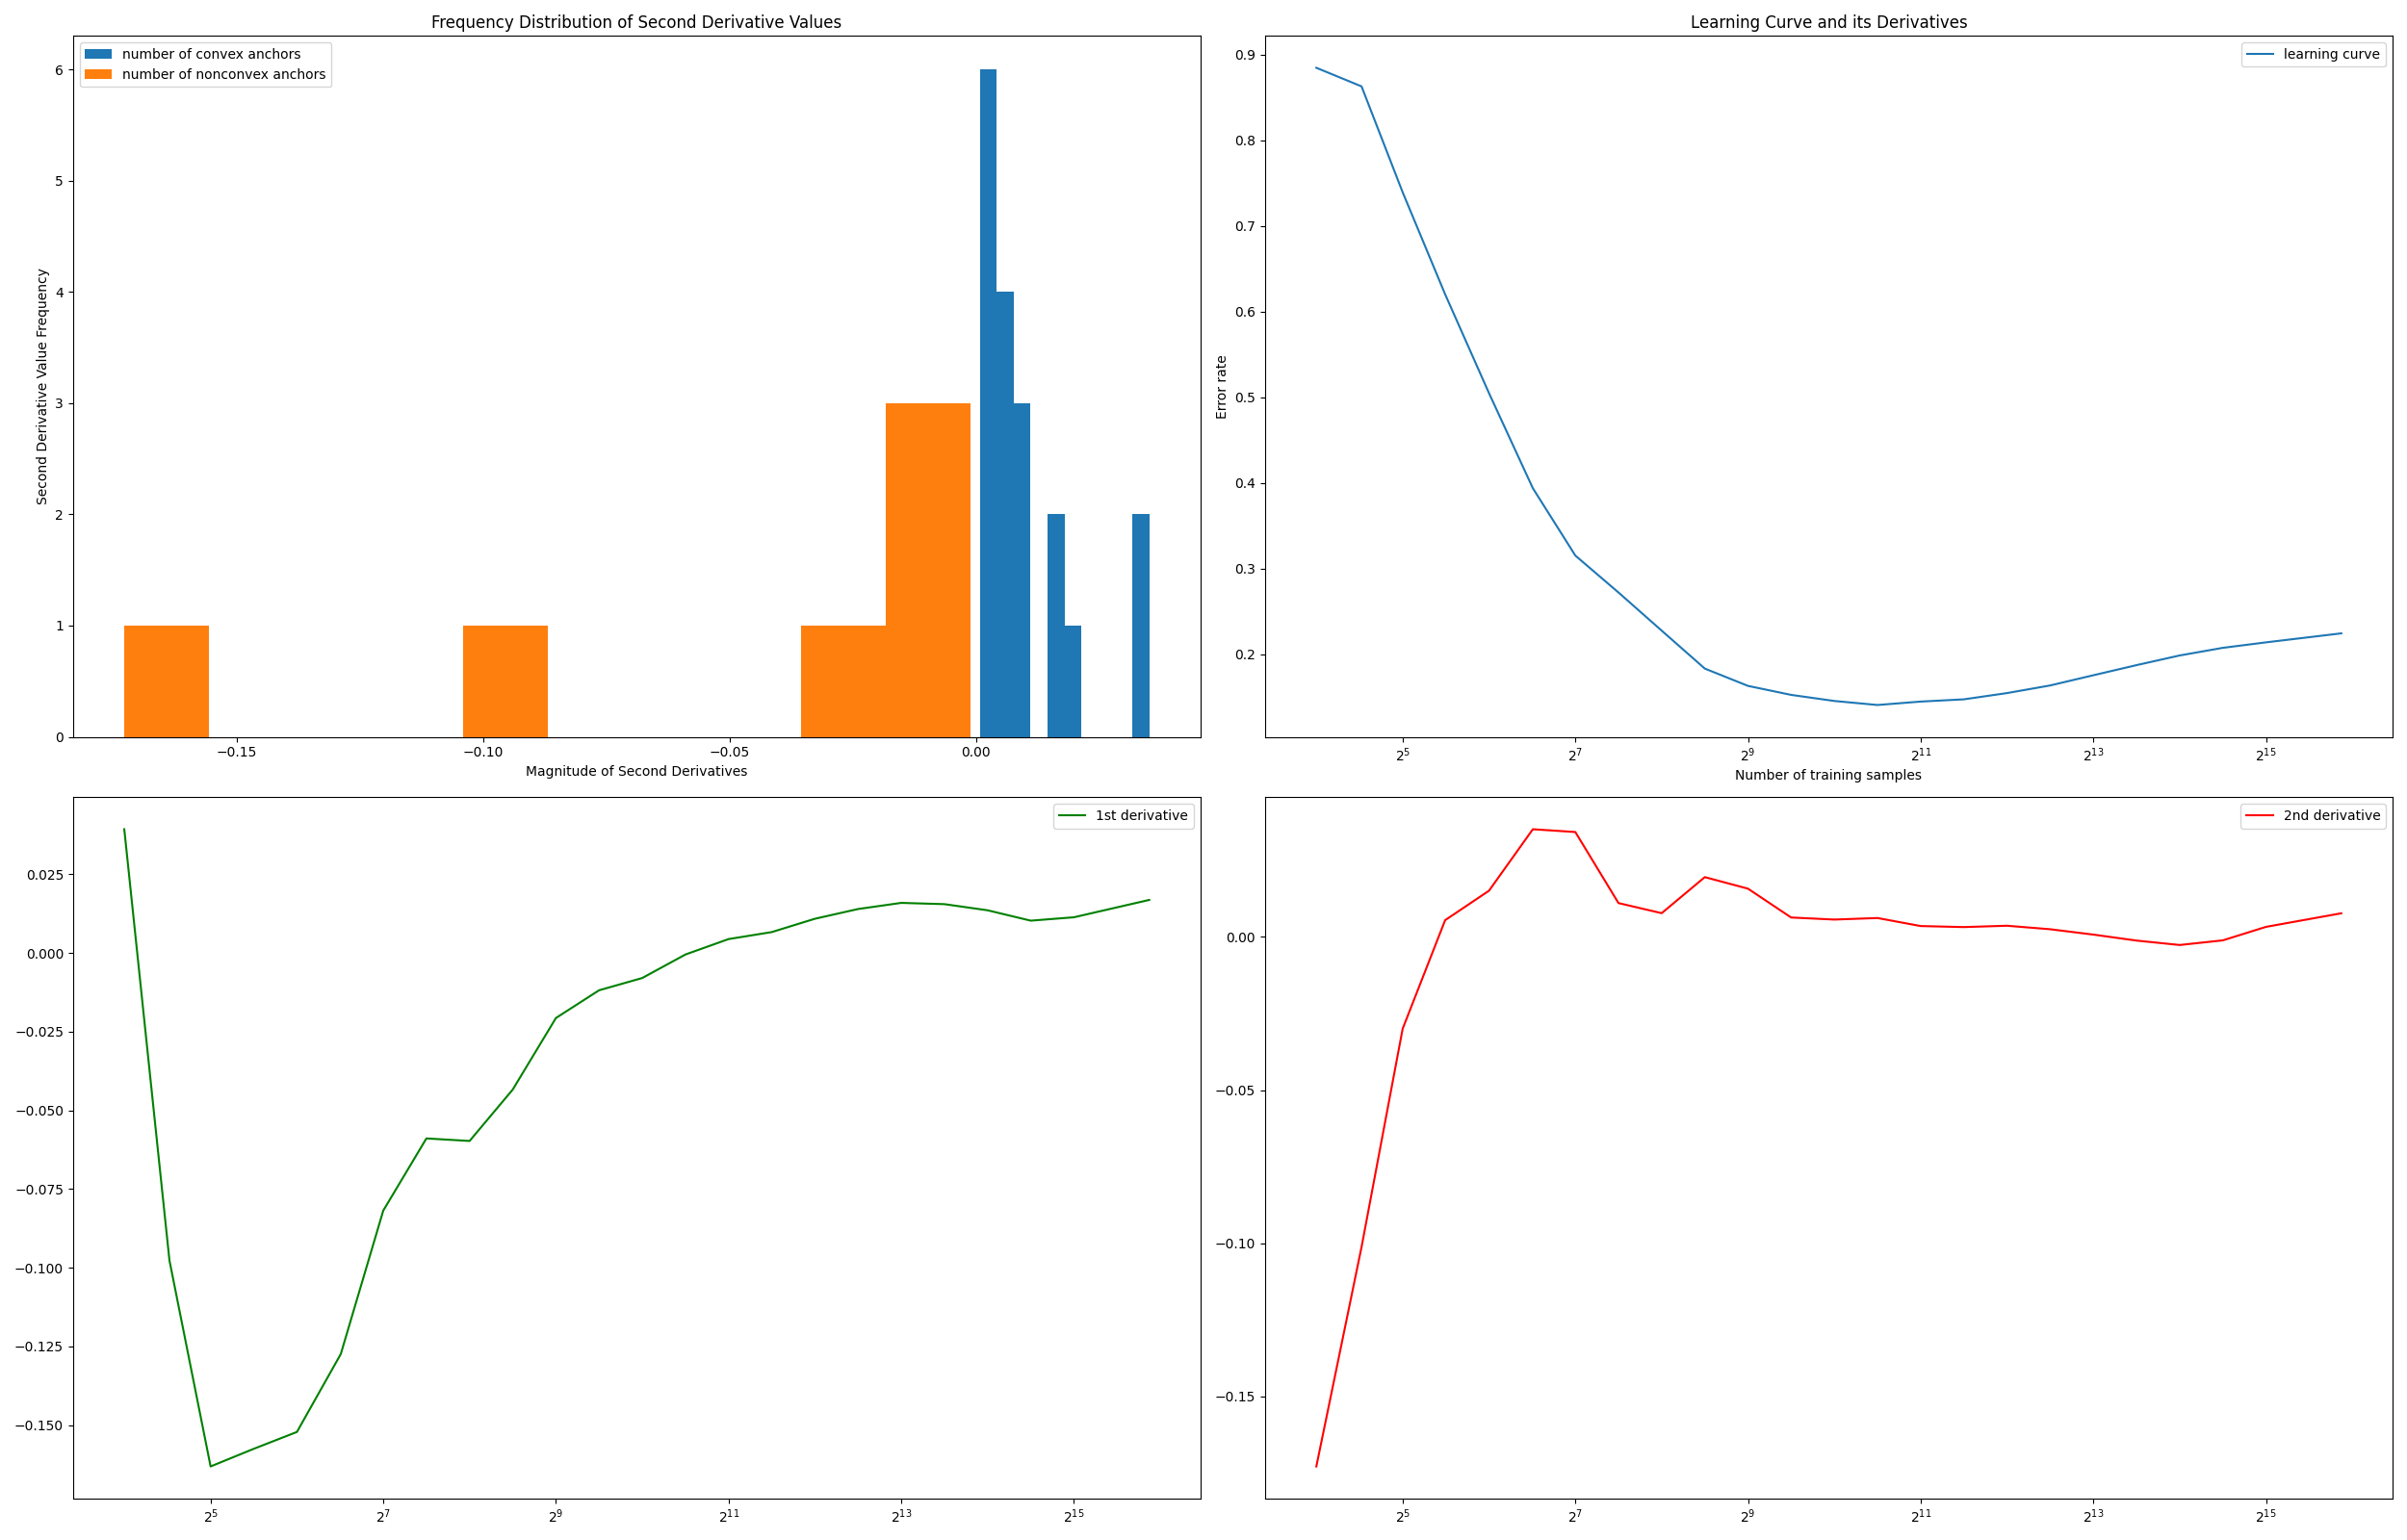 Frequency Distribution of Second Derivative Values
number of convex anchors
number of nonconvex anchors
Second Derivative Value Frequency
6
5
4
3
2
1
0
−0.15 −0.10 −0.05 0.00
Magnitude of Second Derivatives
Learning Curve and its Derivatives
learning curve
Error rate
0.9
0.8
0.7
0.6
0.5
0.4
0.3
0.2
2⁵ 2⁷ 2⁹ 2¹¹ 2¹³ 2¹⁵
Number of training samples
1st derivative
0.025
0.000
−0.025
−0.050
−0.075
−0.100
−0.125
−0.150
2⁵ 2⁷ 2⁹ 2¹¹ 2¹³ 2¹⁵
2nd derivative
0.00
−0.05
−0.10
−0.15
2⁵ 2⁷ 2⁹ 2¹¹ 2¹³ 2¹⁵